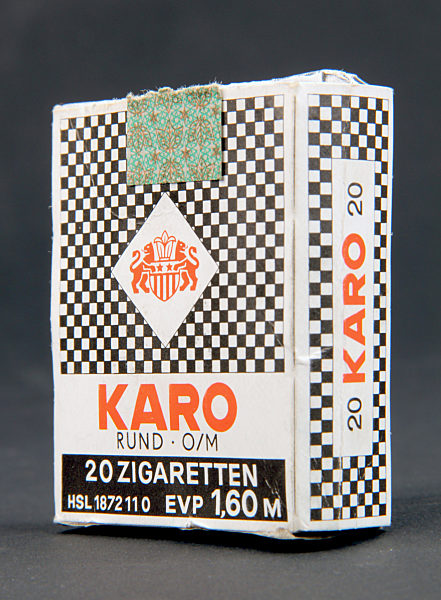 KARO
RUND · O/M
20 ZIGARETTEN
HSL 1872110 EVP 1,60 M
20 KARO 20